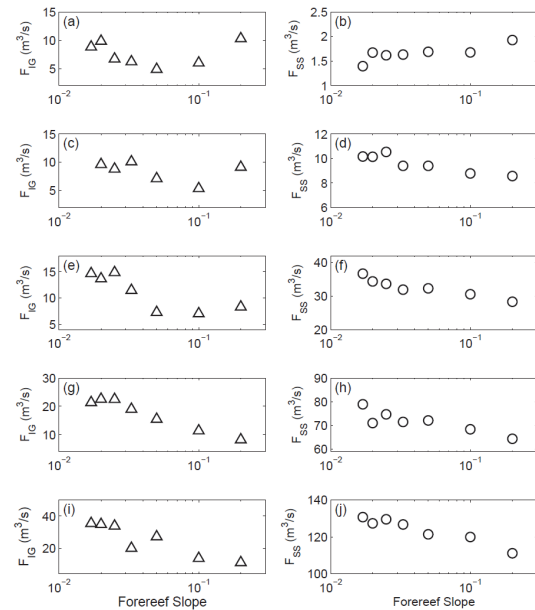 (a) (b)
F_IG (m³/s) 15 10 5
F_SS (m³/s) 2.5 2 1.5 1
10⁻² 10⁻¹ 10⁻² 10⁻¹
(c) (d)
F_IG (m³/s) 15 10 5
F_SS (m³/s) 12 10 8 6
10⁻² 10⁻¹ 10⁻² 10⁻¹
(e) (f)
F_IG (m³/s) 15 10 5
F_SS (m³/s) 40 30 20
10⁻² 10⁻¹ 10⁻² 10⁻¹
(g) (h)
F_IG (m³/s) 30 20 10
F_SS (m³/s) 90 80 70 60
10⁻² 10⁻¹ 10⁻² 10⁻¹
(i) (j)
F_IG (m³/s) 40 20
F_SS (m³/s) 140 120 100
10⁻² 10⁻¹ 10⁻² 10⁻¹
Forereef Slope Forereef Slope